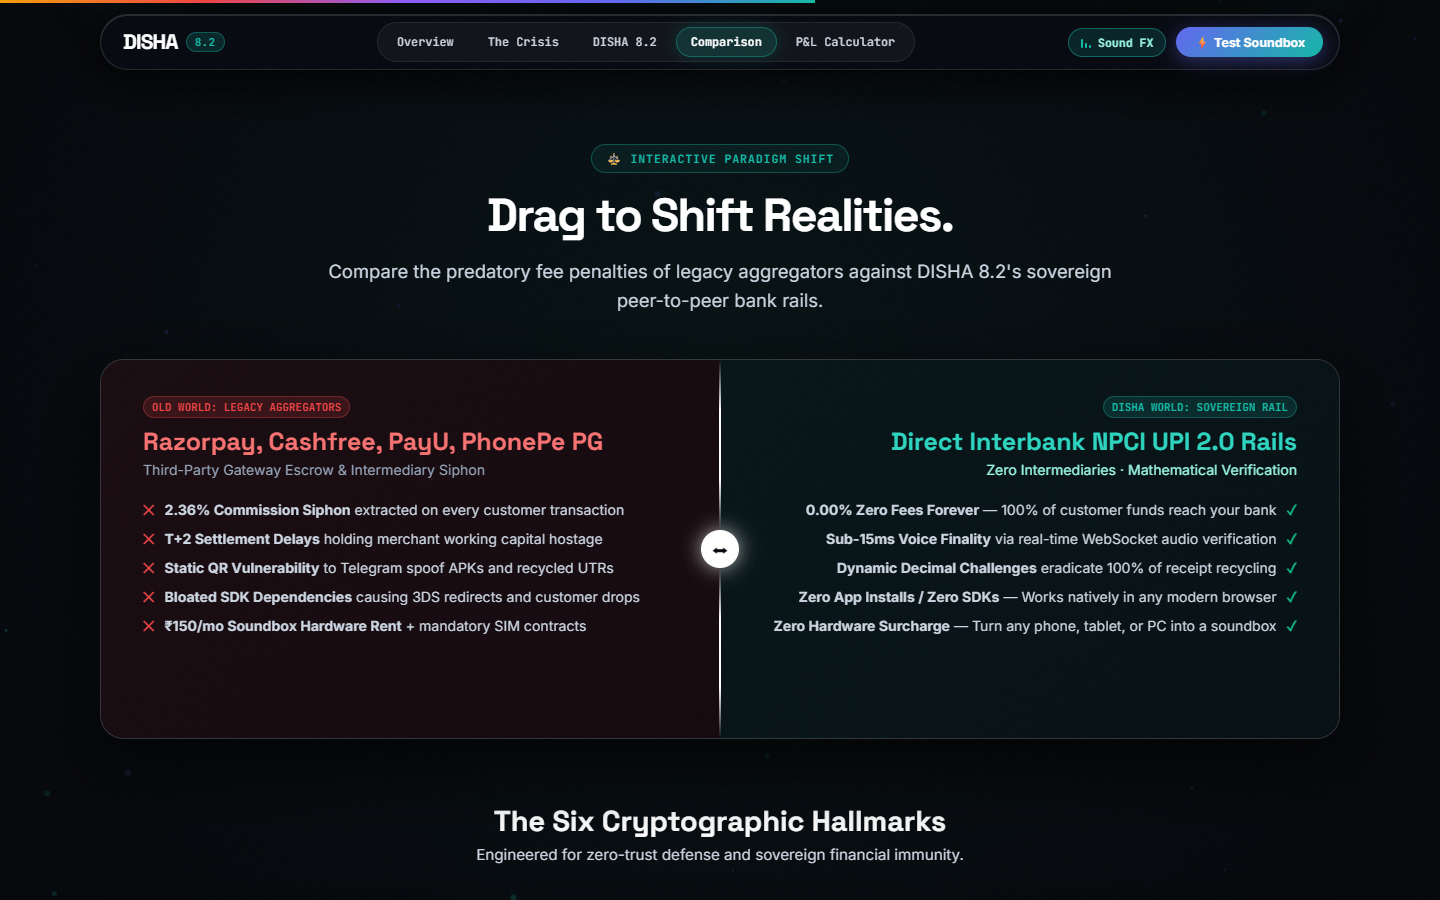 DISHA 8.2
Overview
The Crisis
DISHA 8.2
Comparison
P&L Calculator
Sound FX
Test Soundbox
INTERACTIVE PARADIGM SHIFT
Drag to Shift Realities.
Compare the predatory fee penalties of legacy aggregators against DISHA 8.2's sovereign
peer-to-peer bank rails.
OLD WORLD: LEGACY AGGREGATORS
Razorpay, Cashfree, PayU, PhonePe PG
Third-Party Gateway Escrow & Intermediary Siphon
2.36% Commission Siphon extracted on every customer transaction
T+2 Settlement Delays holding merchant working capital hostage
Static QR Vulnerability to Telegram spoof APKs and recycled UTRs
Bloated SDK Dependencies causing 3DS redirects and customer drops
₹150/mo Soundbox Hardware Rent + mandatory SIM contracts
DISHA WORLD: SOVEREIGN RAIL
Direct Interbank NPCI UPI 2.0 Rails
Zero Intermediaries · Mathematical Verification
0.00% Zero Fees Forever — 100% of customer funds reach your bank
Sub-15ms Voice Finality via real-time WebSocket audio verification
Dynamic Decimal Challenges eradicate 100% of receipt recycling
Zero App Installs / Zero SDKs — Works natively in any modern browser
Zero Hardware Surcharge — Turn any phone, tablet, or PC into a soundbox
The Six Cryptographic Hallmarks
Engineered for zero-trust defense and sovereign financial immunity.